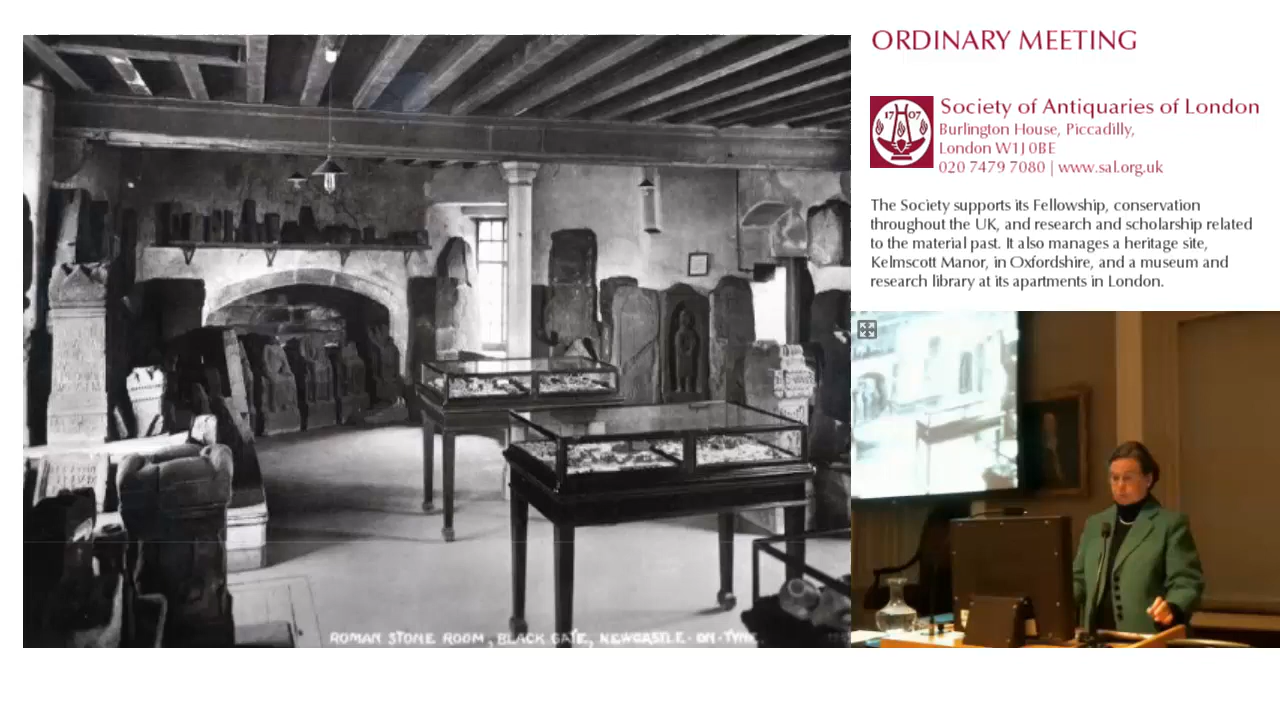 ORDINARY MEETING
17 07
Society of Antiquaries of London
Burlington House, Piccadilly,
London W1J 0BE
020 7479 7080 | www.sal.org.uk
The Society supports its Fellowship, conservation
throughout the UK, and research and scholarship related
to the material past. It also manages a heritage site,
Kelmscott Manor, in Oxfordshire, and a museum and
research library at its apartments in London.
ROMAN STONE ROOM, BLACK GATE, NEWCASTLE-ON-TYNE.